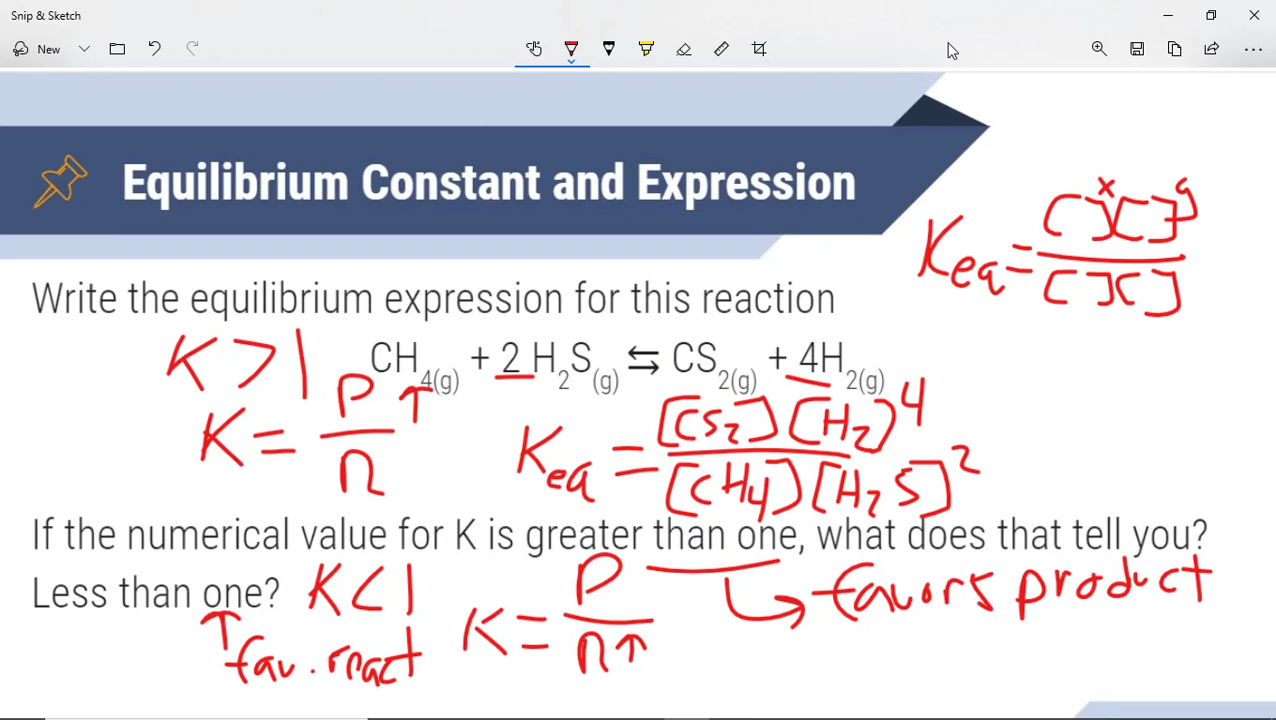 Snip & Sketch
New
Equilibrium Constant and Expression
Keq = [ ]ˣ[ ]ʸ / [ ][ ]
Write the equilibrium expression for this reaction
CH₄(g) + 2 H₂S(g) ⇆ CS₂(g) + 4H₂(g)
K > 1
K = P / r ↑
Keq = [CS₂][H₂]⁴ / [CH₄][H₂S]²
If the numerical value for K is greater than one, what does that tell you?
favors product
Less than one? K < 1
K = P / r↑
↑ fav. react